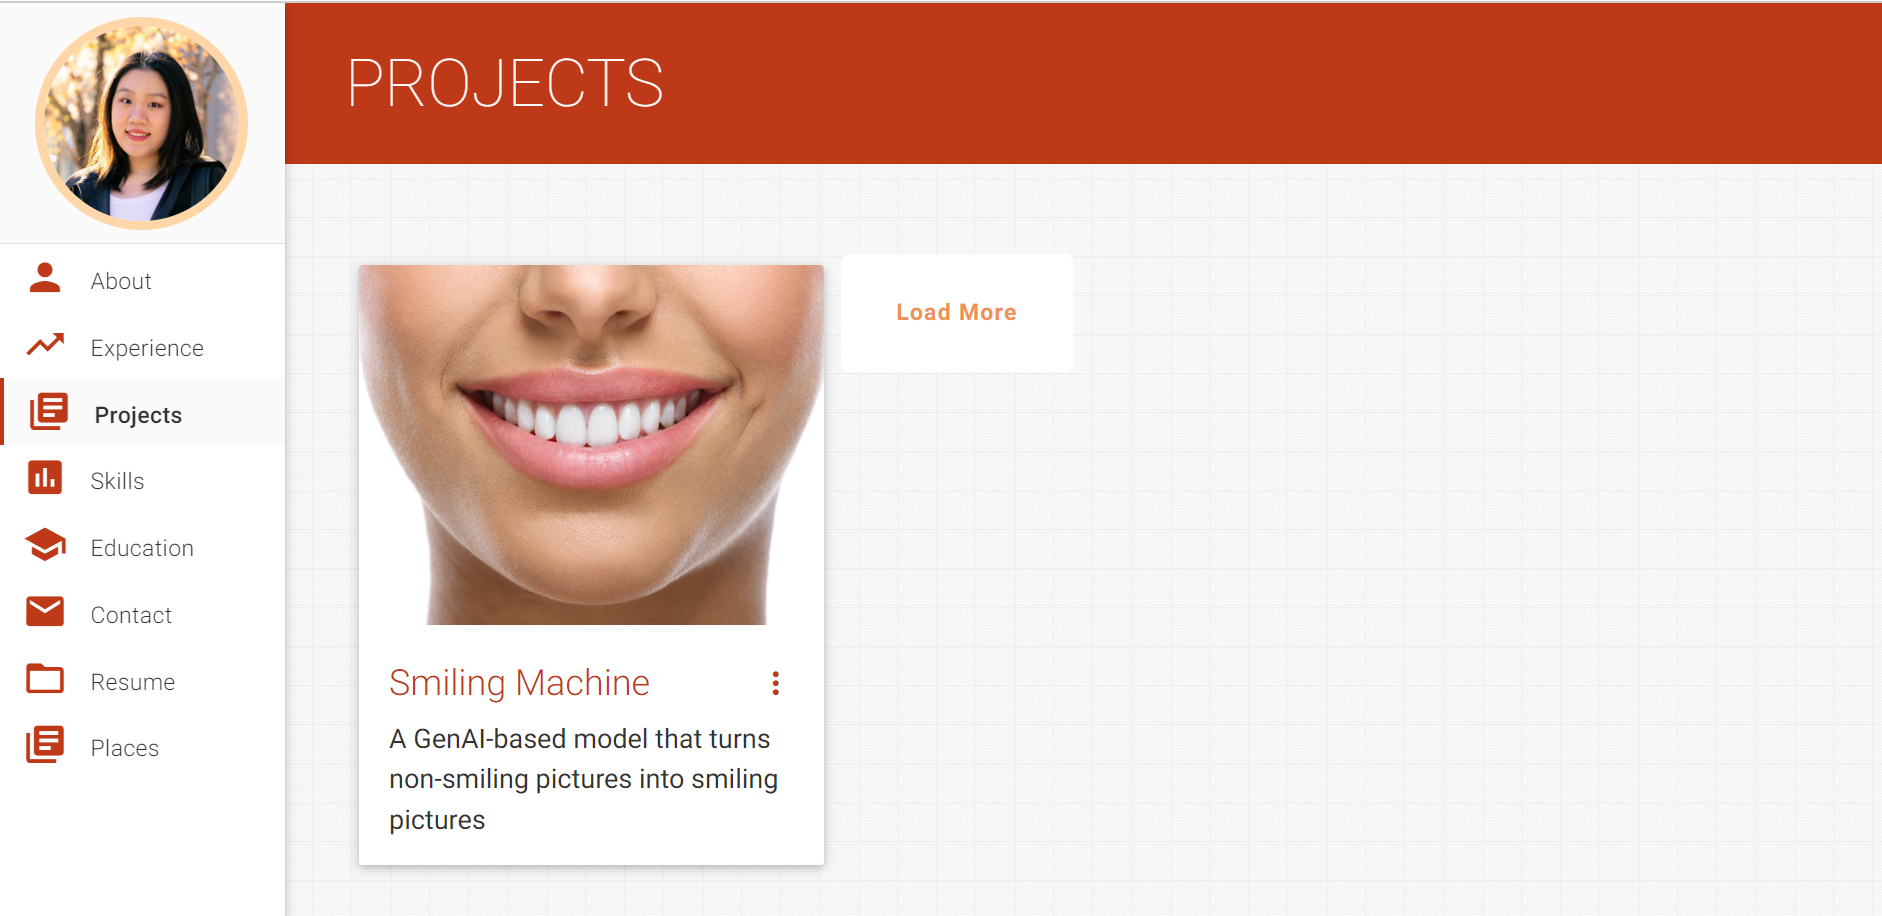 PROJECTS
About
Experience
Projects
Skills
Education
Contact
Resume
Places
Load More
Smiling Machine
A GenAI-based model that turns
non-smiling pictures into smiling
pictures